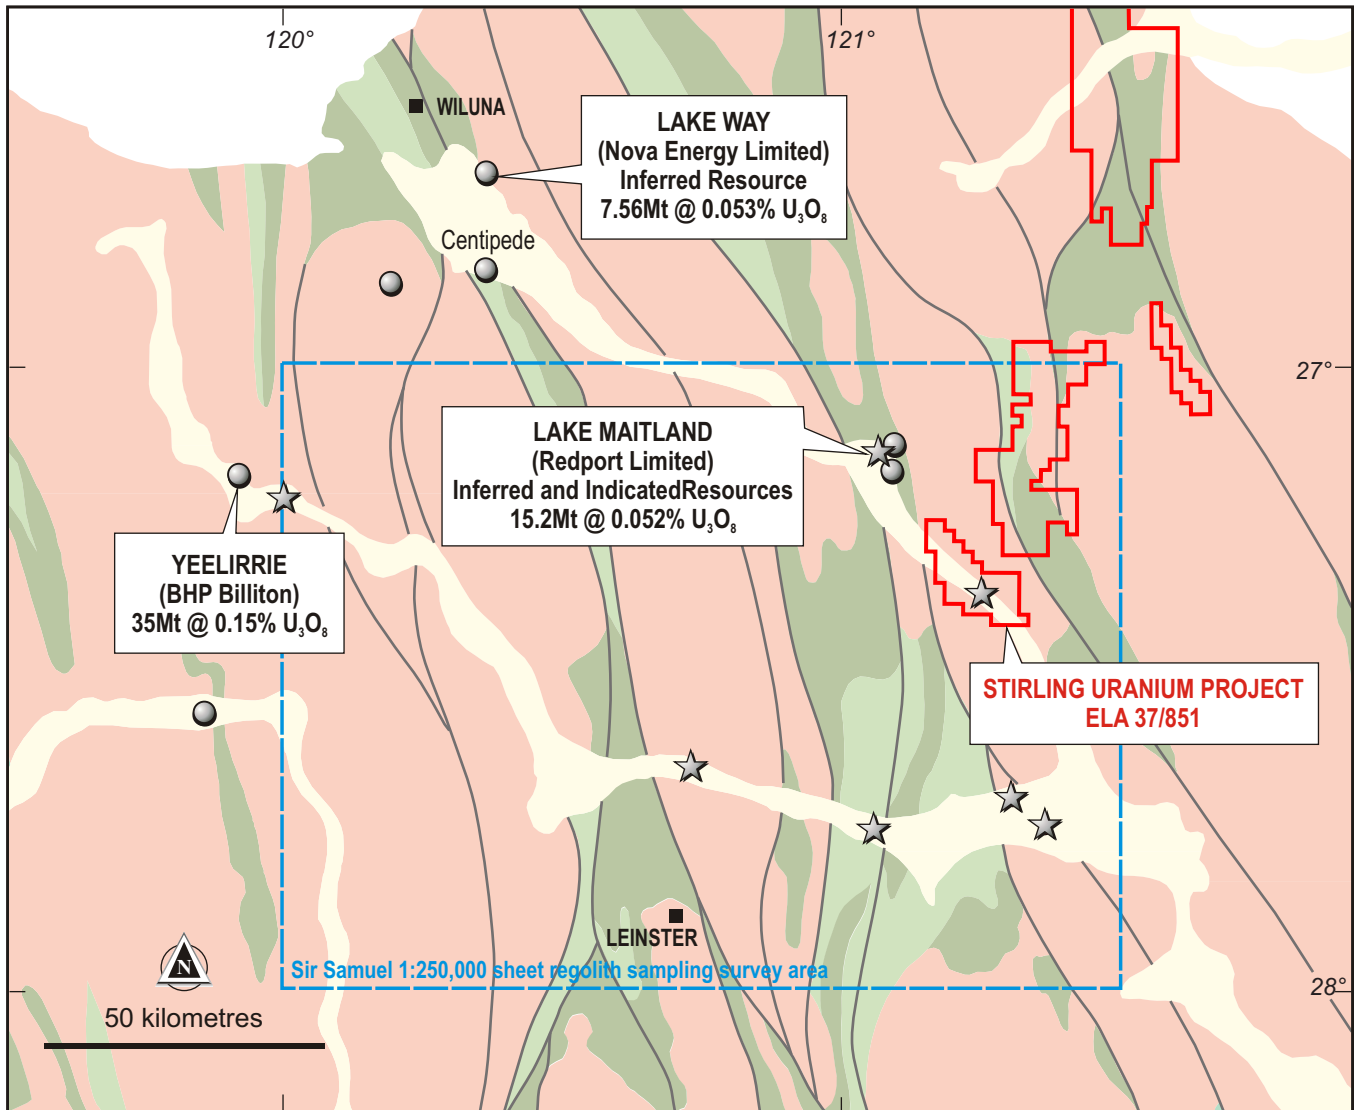 120°
121°
WILUNA
LAKE WAY
(Nova Energy Limited)
Inferred Resource
7.56Mt @ 0.053% U₃O₈
Centipede
27°
LAKE MAITLAND
(Redport Limited)
Inferred and IndicatedResources
15.2Mt @ 0.052% U₃O₈
YEELIRRIE
(BHP Billiton)
35Mt @ 0.15% U₃O₈
STIRLING URANIUM PROJECT
ELA 37/851
LEINSTER
Sir Samuel 1:250,000 sheet regolith sampling survey area
N
28°
50 kilometres